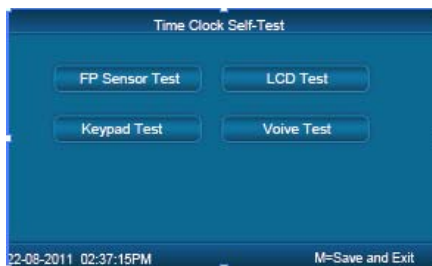 Time Clock Self-Test
FP Sensor Test LCD Test
Keypad Test Voive Test
22-08-2011 02:37:15PM M=Save and Exit